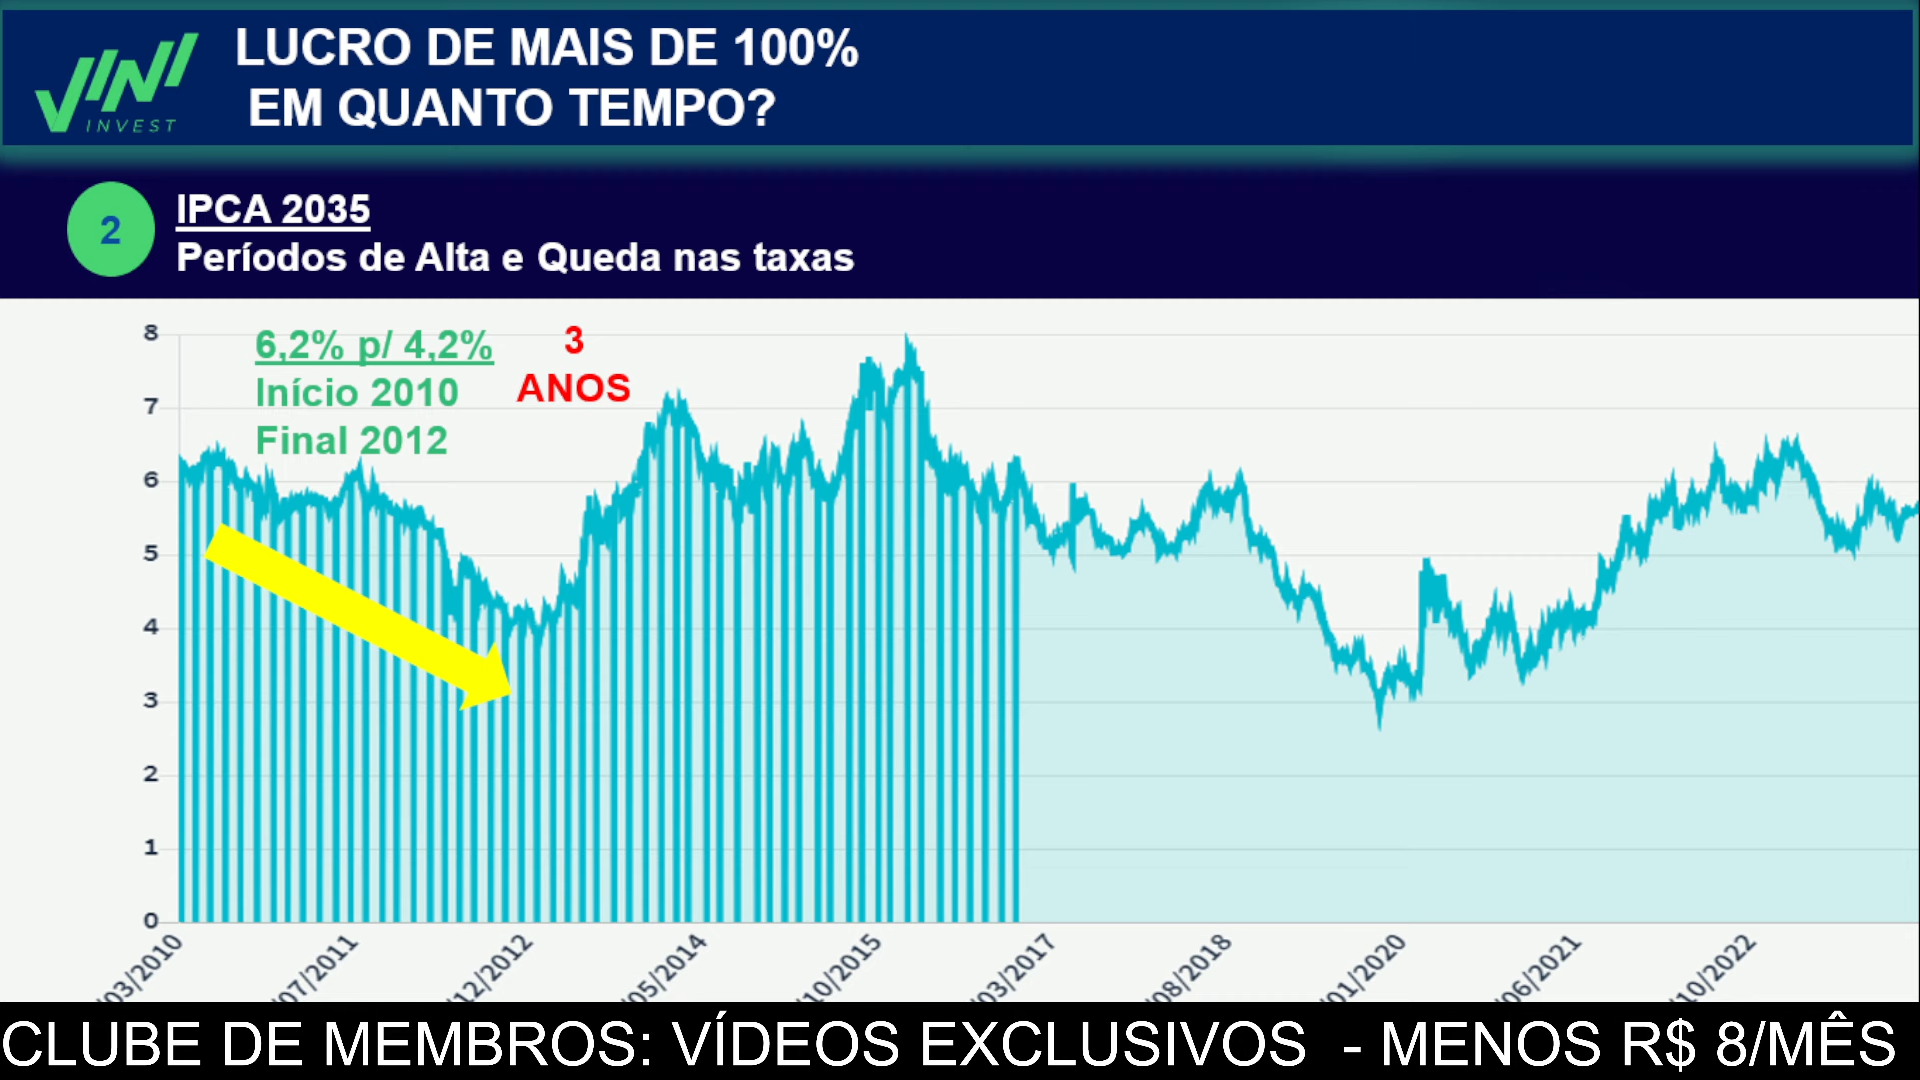 VINI
INVEST
LUCRO DE MAIS DE 100%
EM QUANTO TEMPO?
2
IPCA 2035
Períodos de Alta e Queda nas taxas
6,2% p/ 4,2%
Início 2010
Final 2012
3
ANOS
8
7
6
5
4
3
2
1
0
03/2010
07/2011
12/2012
05/2014
10/2015
03/2017
08/2018
01/2020
06/2021
10/2022
CLUBE DE MEMBROS: VÍDEOS EXCLUSIVOS - MENOS R$ 8/MÊS